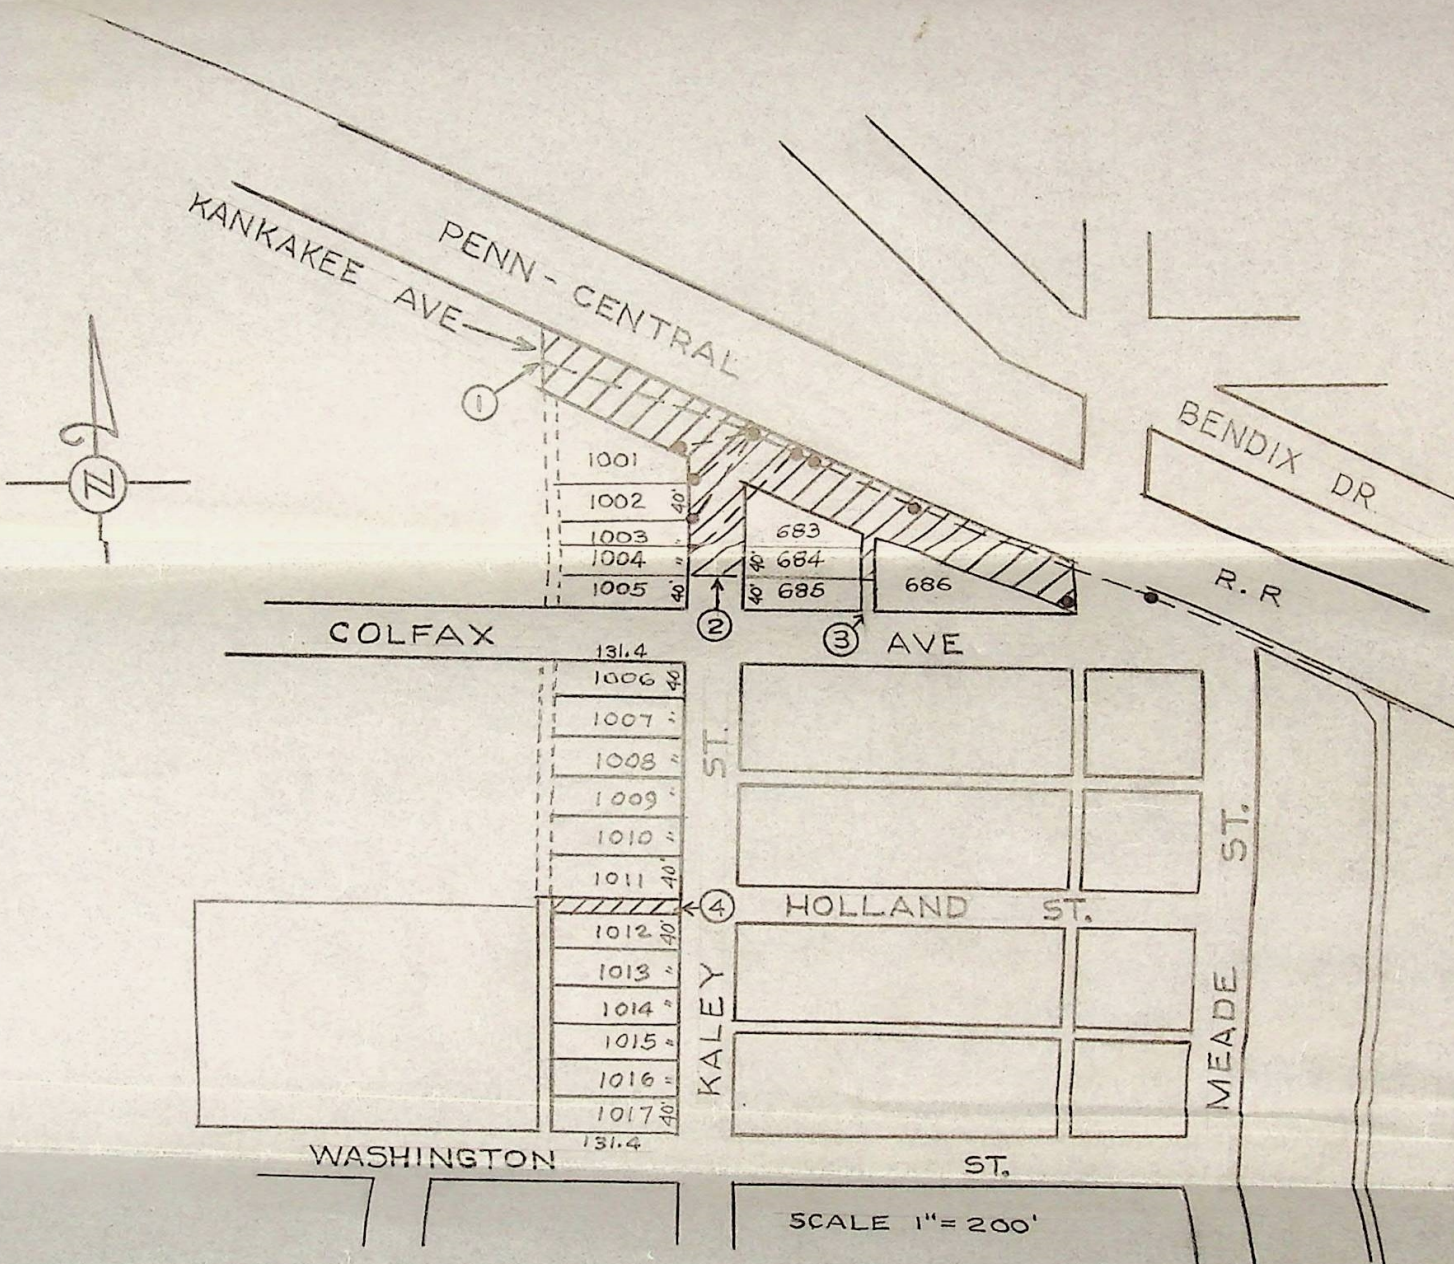 PENN - CENTRAL
KANKAKEE AVE
1
BENDIX DR.
R.R
N
1001
1002 40'
1003 "
1004 "
1005 40'
683
40' 684
40' 685
686
2
3
COLFAX AVE
131.4
1006 40'
1007 "
1008 "
1009 "
1010 "
1011 40'
4
HOLLAND ST.
1012 40'
1013 "
1014 "
1015 "
1016 "
1017 40'
131.4
KALEY ST.
MEADE ST.
WASHINGTON ST.
SCALE 1"= 200'